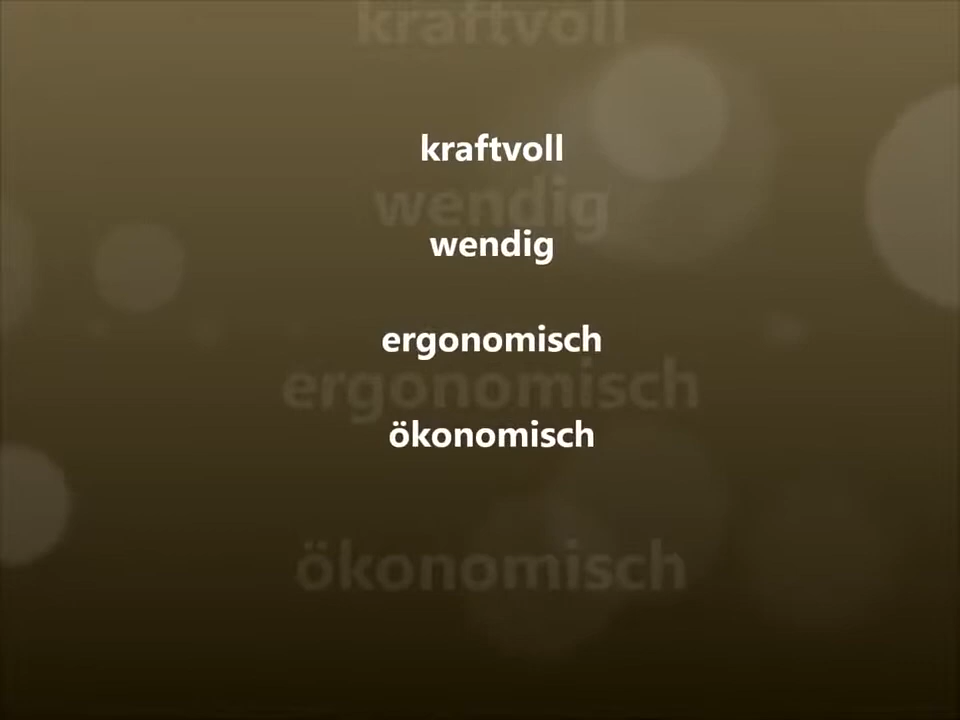 kraftvoll
kraftvoll
wendig
wendig
ergonomisch
ergonomisch
ökonomisch
ökonomisch